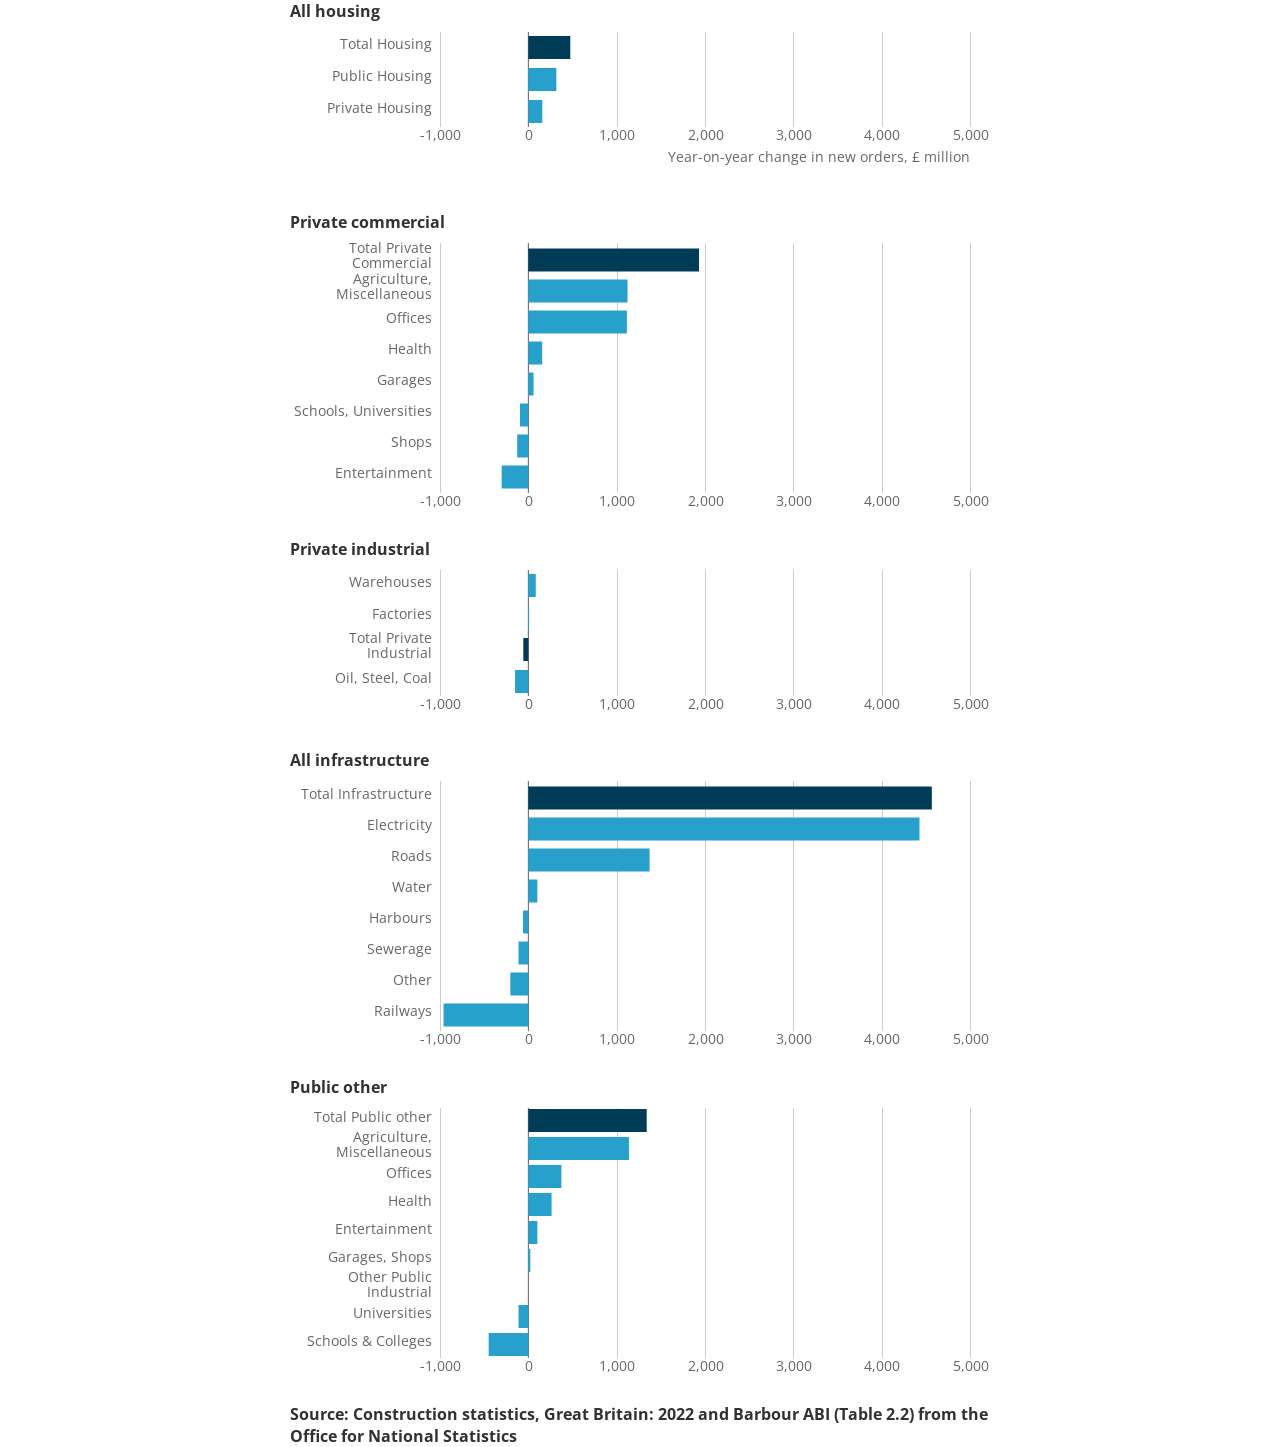 All housing
Total Housing
Public Housing
Private Housing
-1,000 0 1,000 2,000 3,000 4,000 5,000
Year-on-year change in new orders, £ million
Private commercial
Total Private
Commercial
Agriculture,
Miscellaneous
Offices
Health
Garages
Schools, Universities
Shops
Entertainment
-1,000 0 1,000 2,000 3,000 4,000 5,000
Private industrial
Warehouses
Factories
Total Private
Industrial
Oil, Steel, Coal
-1,000 0 1,000 2,000 3,000 4,000 5,000
All infrastructure
Total Infrastructure
Electricity
Roads
Water
Harbours
Sewerage
Other
Railways
-1,000 0 1,000 2,000 3,000 4,000 5,000
Public other
Total Public other
Agriculture,
Miscellaneous
Offices
Health
Entertainment
Garages, Shops
Other Public
Industrial
Universities
Schools & Colleges
-1,000 0 1,000 2,000 3,000 4,000 5,000
Source: Construction statistics, Great Britain: 2022 and Barbour ABI (Table 2.2) from the
Office for National Statistics